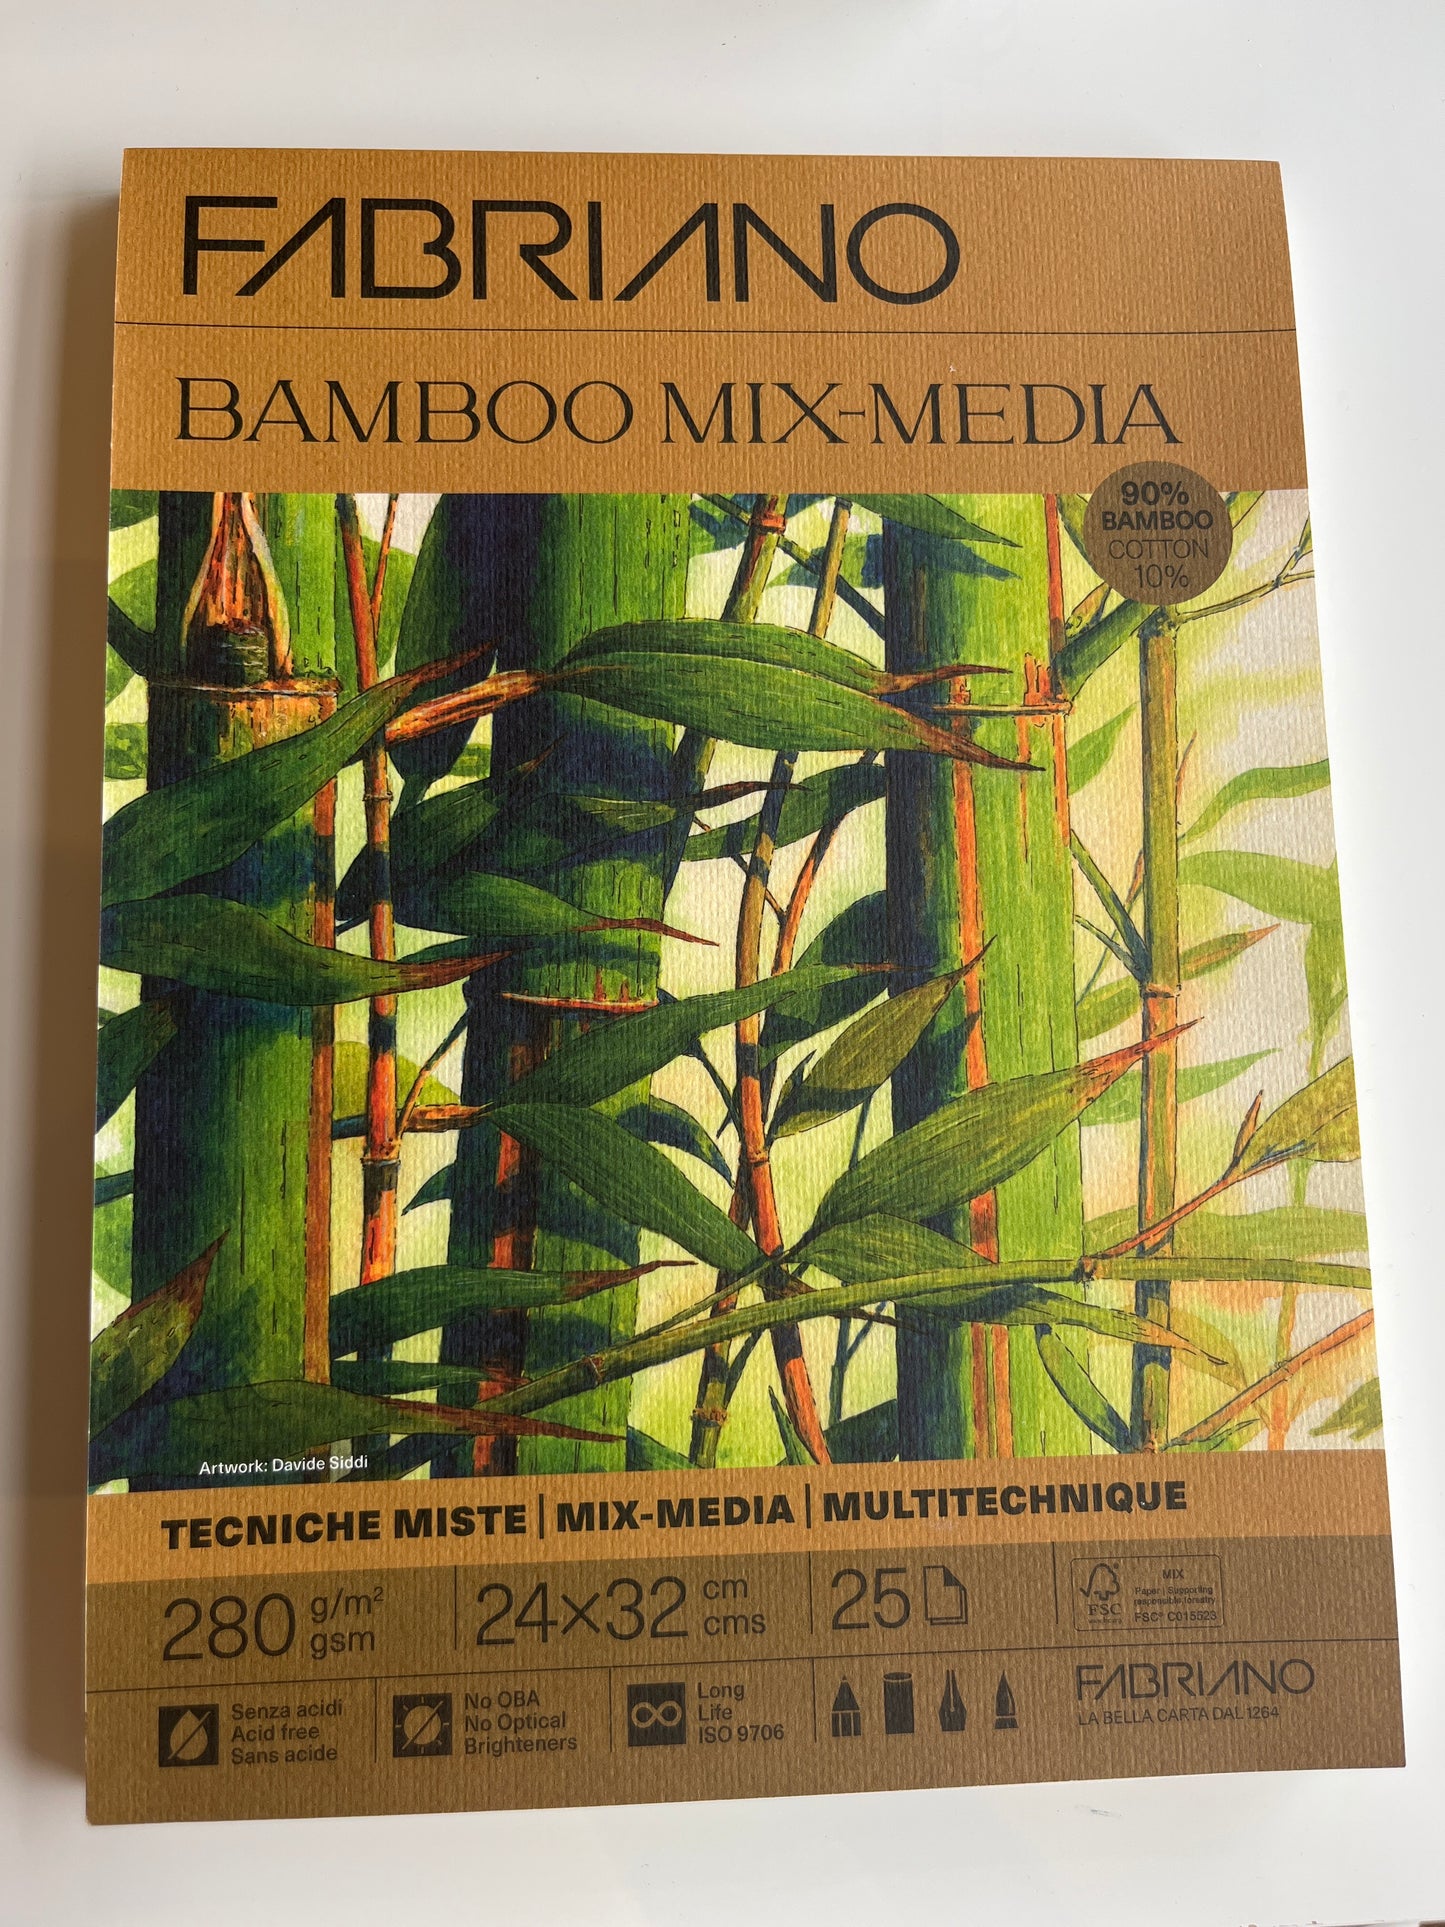 FABRIANO
BAMBOO MIX-MEDIA
90%
BAMBOO
COTTON
10%
Artwork: Davide Siddi
TECNICHE MISTE | MIX-MEDIA | MULTITECHNIQUE
280 g/m² gsm
24×32 cm cms
25
FSC
MIX
Paper | Supporting
responsible forestry
FSC® C015523
Senza acidi
Acid free
Sans acide
No OBA
No Optical
Brighteners
Long
Life
ISO 9706
FABRIANO
LA BELLA CARTA DAL 1264